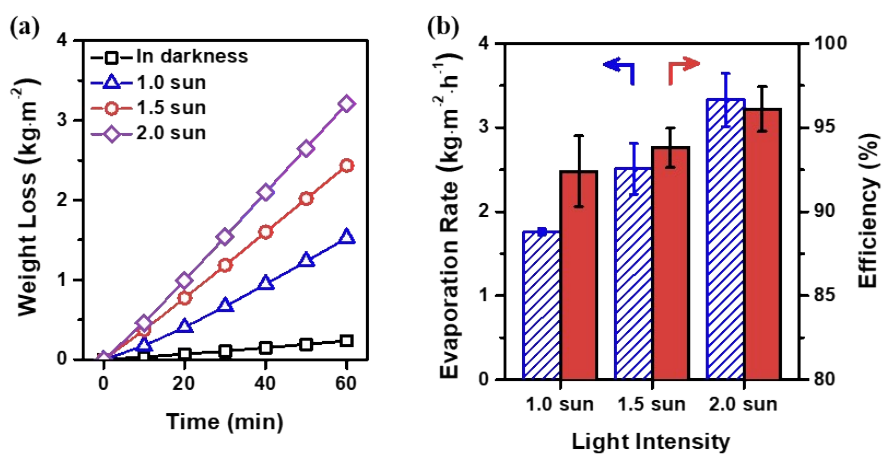 (a)
In darkness
1.0 sun
1.5 sun
2.0 sun
Weight Loss (kg·m⁻²)
4
3
2
1
0
0 20 40 60
Time (min)
(b)
Evaporation Rate (kg·m⁻²·h⁻¹)
4
3
2
1
0
100
95
90
85
80
Efficiency (%)
1.0 sun 1.5 sun 2.0 sun
Light Intensity